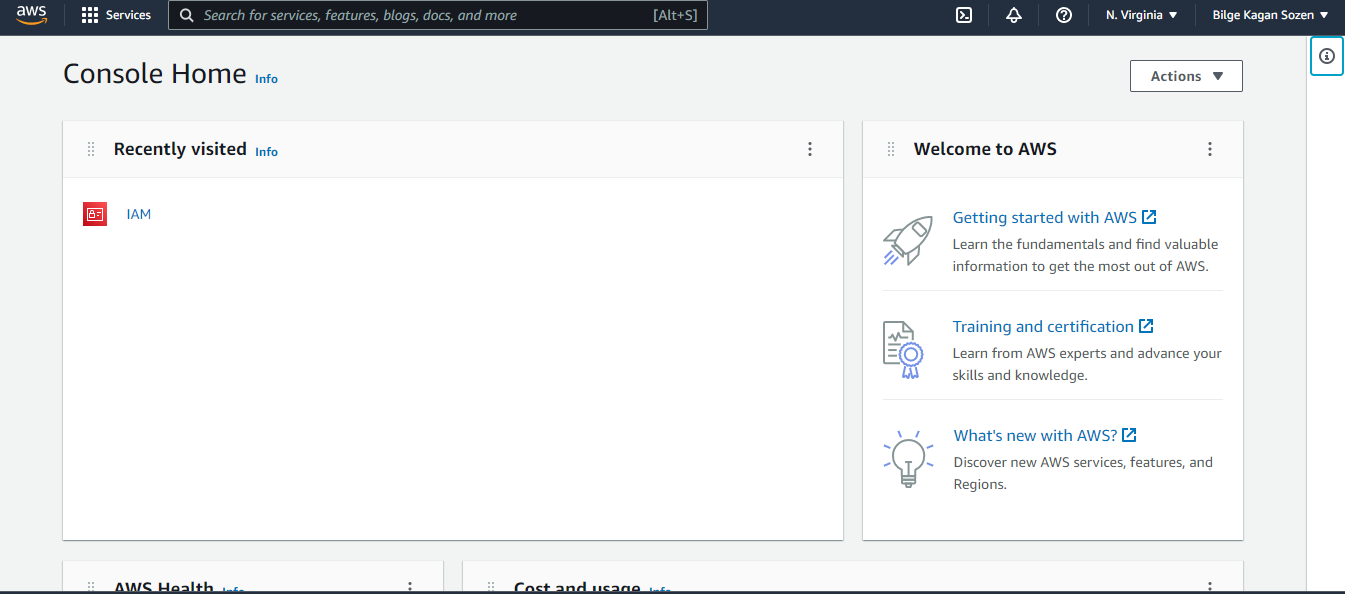 aws
Services
Search for services, features, blogs, docs, and more
[Alt+S]
N. Virginia
Bilge Kagan Sozen
Console Home Info
Actions
Recently visited Info
IAM
Welcome to AWS
Getting started with AWS
Learn the fundamentals and find valuable
information to get the most out of AWS.
Training and certification
Learn from AWS experts and advance your
skills and knowledge.
What's new with AWS?
Discover new AWS services, features, and
Regions.
AWS Health Info
Cost and usage Info